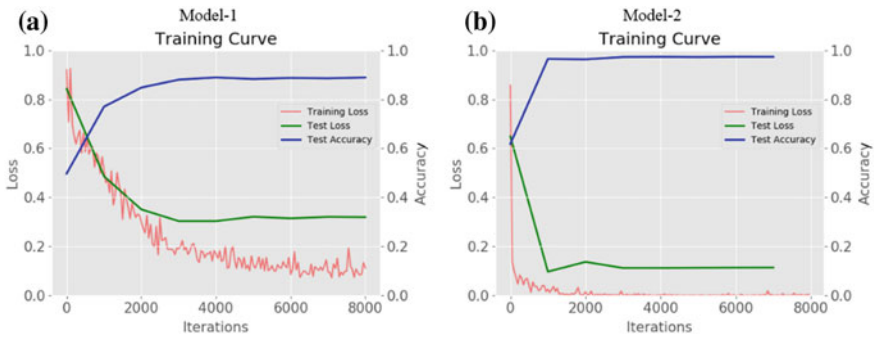 (a) Model-1
Training Curve
1.0 1.0
0.8 0.8
0.6 0.6
0.4 0.4
0.2 0.2
0.0 0.0
Loss
Accuracy
Training Loss
Test Loss
Test Accuracy
0 2000 4000 6000 8000
Iterations
(b) Model-2
Training Curve
1.0 1.0
0.8 0.8
0.6 0.6
0.4 0.4
0.2 0.2
0.0 0.0
Loss
Accuracy
Training Loss
Test Loss
Test Accuracy
0 2000 4000 6000 8000
Iterations